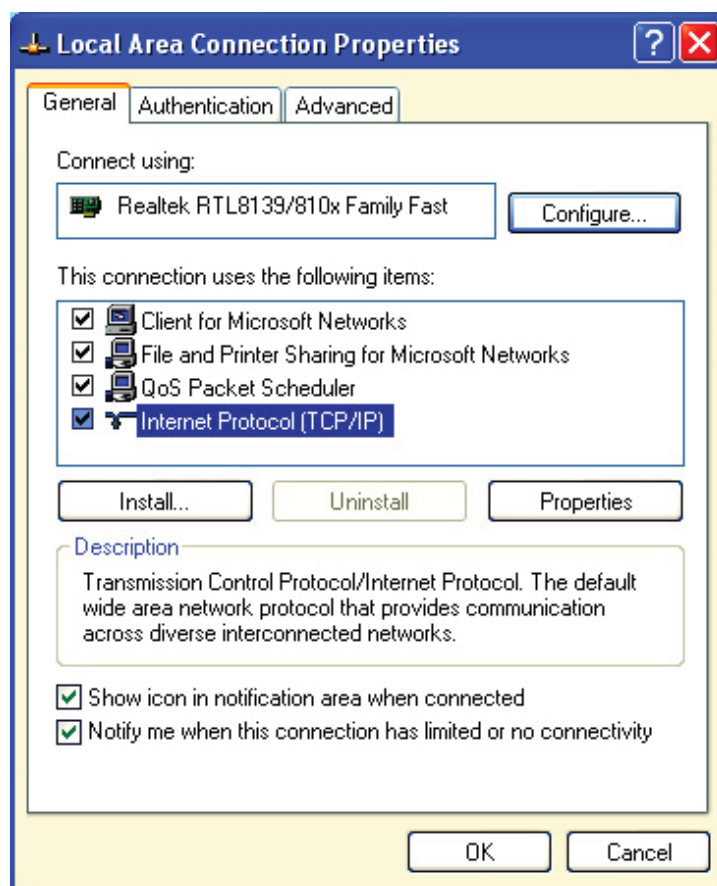 Local Area Connection Properties
General Authentication Advanced
Connect using:
Realtek RTL8139/810x Family Fast
Configure...
This connection uses the following items:
Client for Microsoft Networks
File and Printer Sharing for Microsoft Networks
QoS Packet Scheduler
Internet Protocol (TCP/IP)
Install... Uninstall Properties
Description
Transmission Control Protocol/Internet Protocol. The default
wide area network protocol that provides communication
across diverse interconnected networks.
Show icon in notification area when connected
Notify me when this connection has limited or no connectivity
OK Cancel